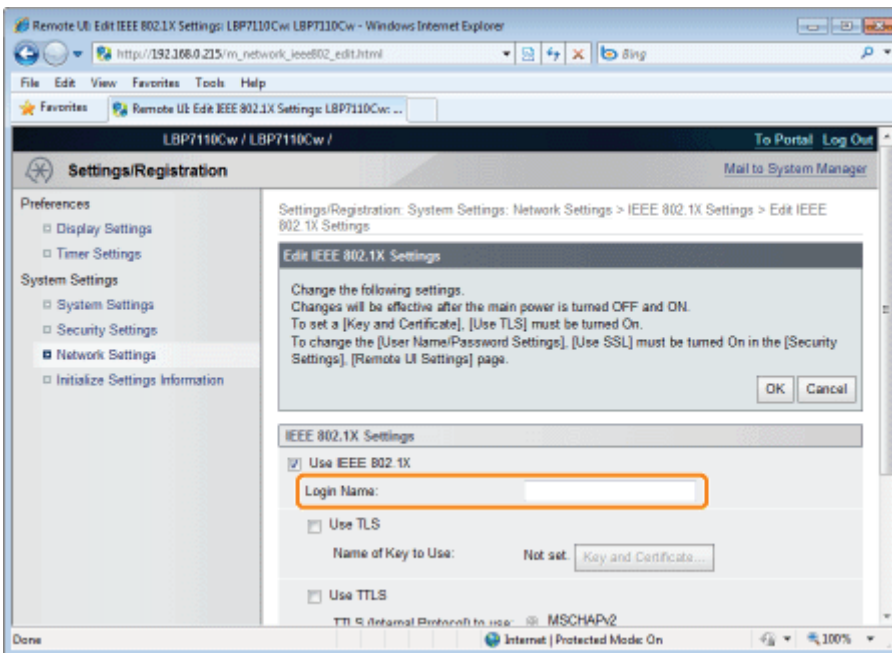 Remote UI: Edit IEEE 802.1X Settings: LBP7110Cw: LBP7110Cw - Windows Internet Explorer
http://192.168.0.215/m_network_ieee802_edit.html
Bing
File Edit View Favorites Tools Help
Favorites
Remote UI: Edit IEEE 802.1X Settings: LBP7110Cw: ...
LBP7110Cw / LBP7110Cw /
To Portal Log Out
Settings/Registration
Mail to System Manager
Preferences
Display Settings
Timer Settings
System Settings
System Settings
Security Settings
Network Settings
Initialize Settings Information
Settings/Registration: System Settings: Network Settings > IEEE 802.1X Settings > Edit IEEE
802.1X Settings
Edit IEEE 802.1X Settings
Change the following settings.
Changes will be effective after the main power is turned OFF and ON.
To set a [Key and Certificate], [Use TLS] must be turned On.
To change the [User Name/Password Settings], [Use SSL] must be turned On in the [Security
Settings], [Remote UI Settings] page.
OK Cancel
IEEE 802.1X Settings
Use IEEE 802.1X
Login Name:
Use TLS
Name of Key to Use: Not set. Key and Certificate...
Use TTLS
TTLS (Internal Protocol) to use: MSCHAPv2
Done
Internet | Protected Mode: On
100%